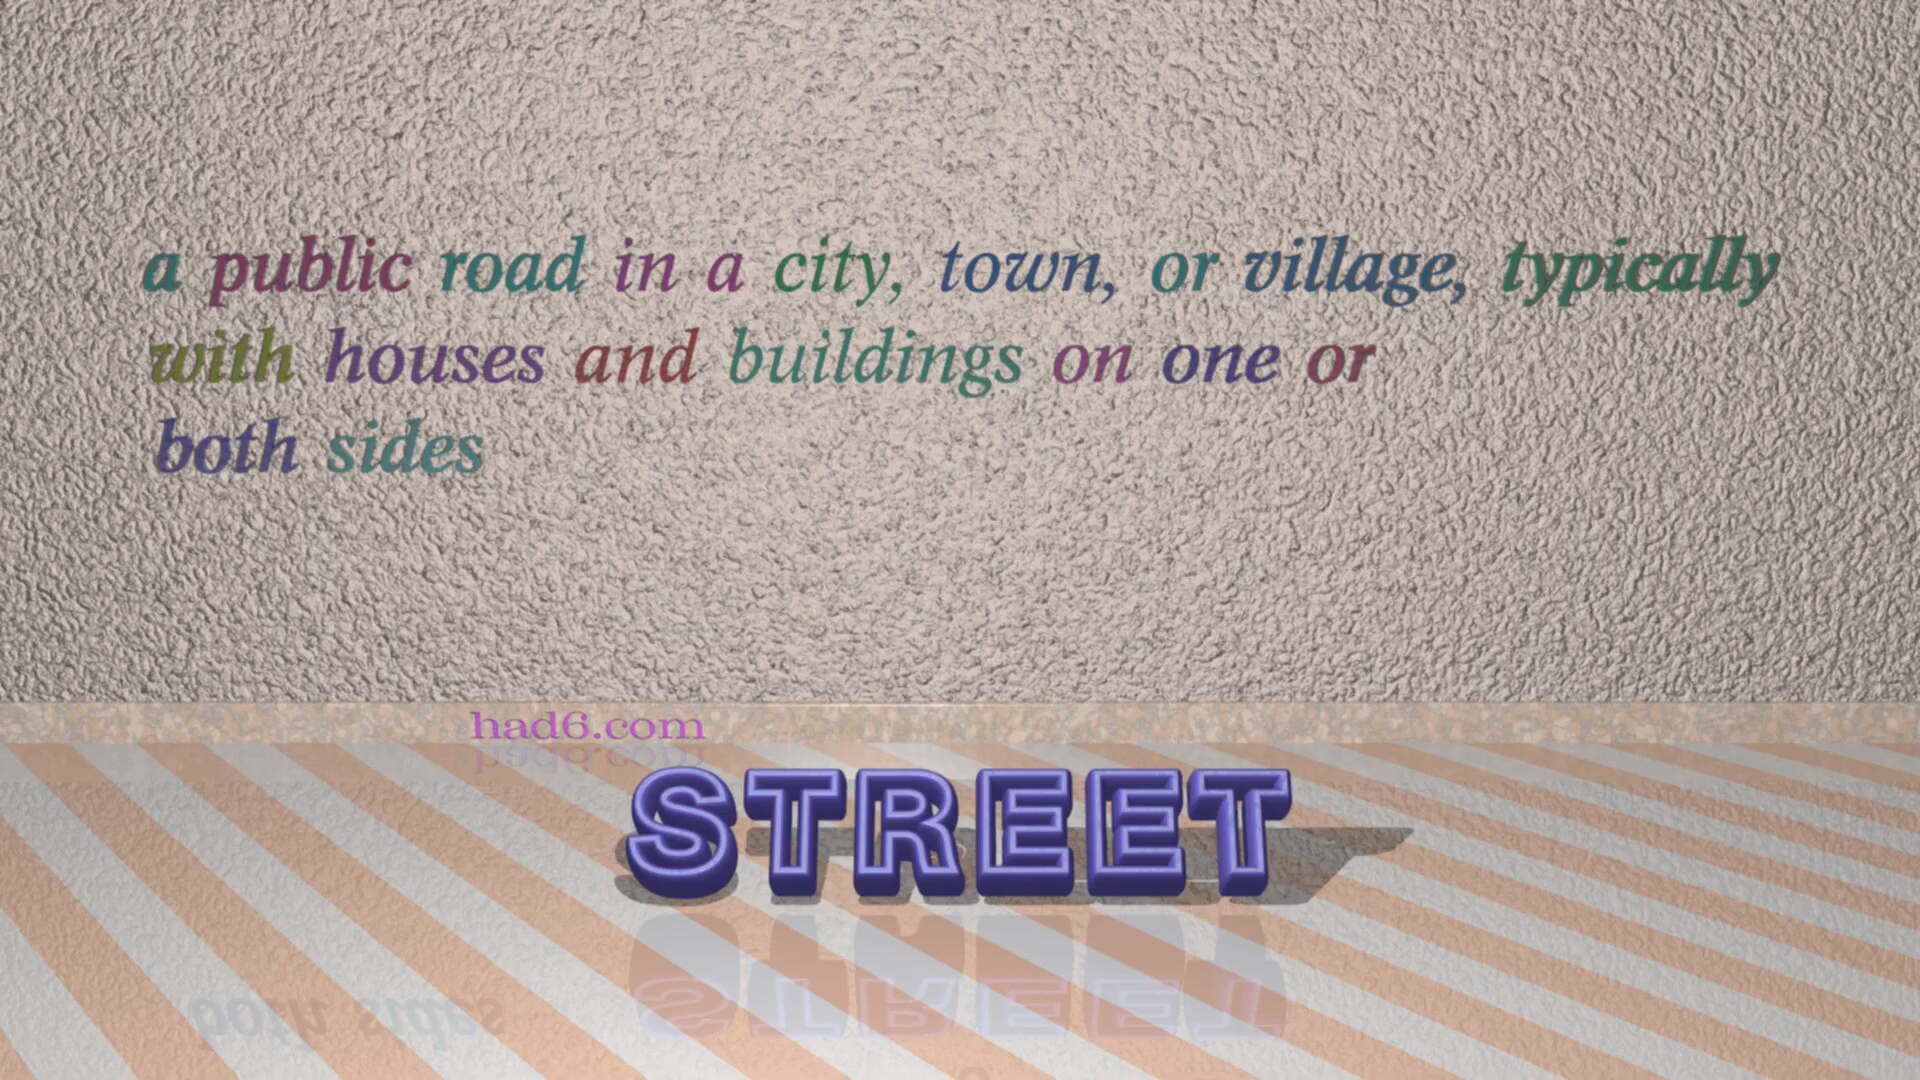 a public road in a city, town, or village, typically
with houses and buildings on one or
both sides
had6.com
STREET